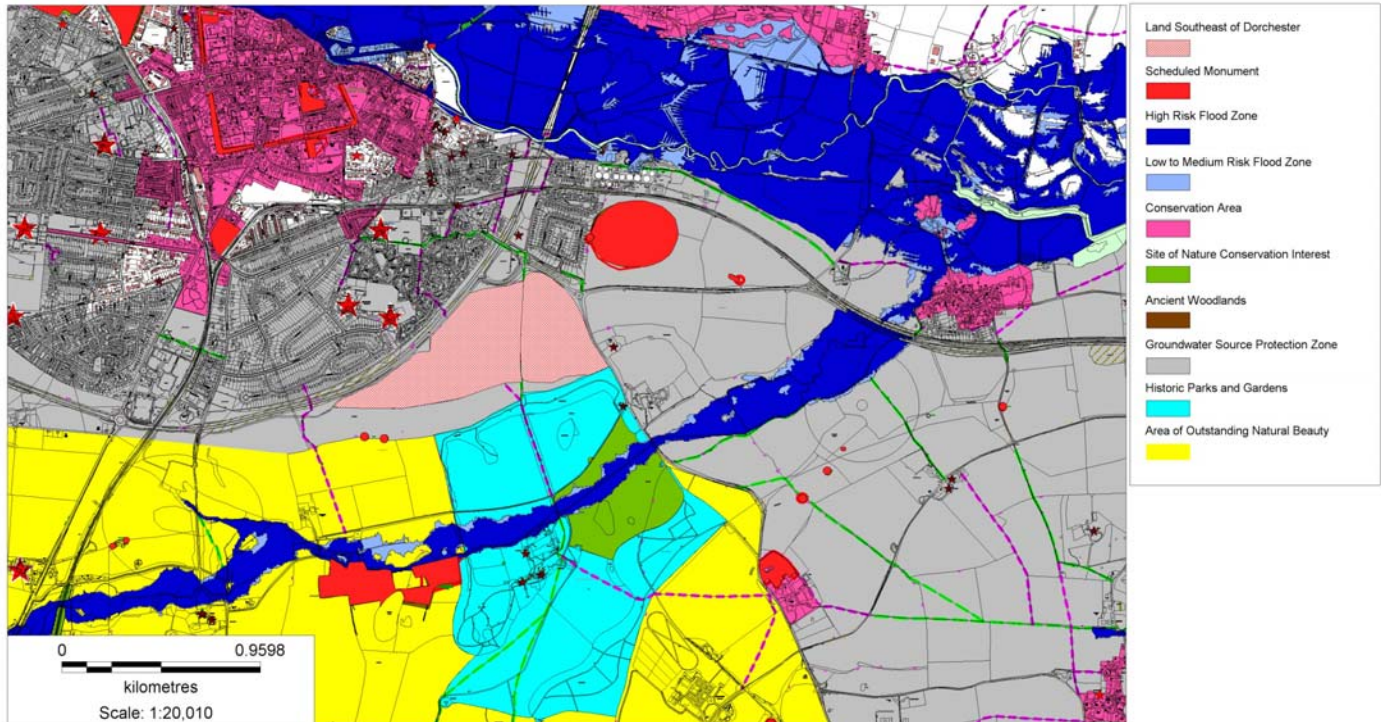 Land Southeast of Dorchester
Scheduled Monument
High Risk Flood Zone
Low to Medium Risk Flood Zone
Conservation Area
Site of Nature Conservation Interest
Ancient Woodlands
Groundwater Source Protection Zone
Historic Parks and Gardens
Area of Outstanding Natural Beauty
0 0.9598
kilometres
Scale: 1:20,010